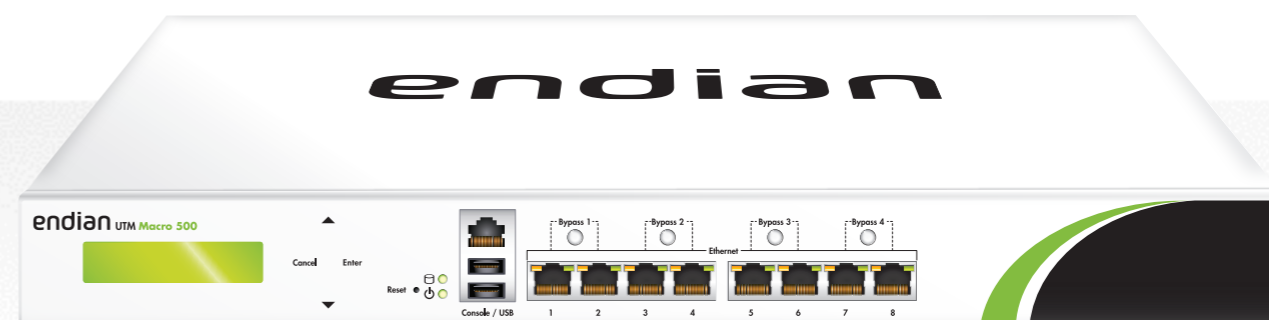 endian
endian UTM Macro 500
Bypass 1 Bypass 2 Bypass 3 Bypass 4
Ethernet
Cancel Enter
Reset
Console / USB 1 2 3 4 5 6 7 8